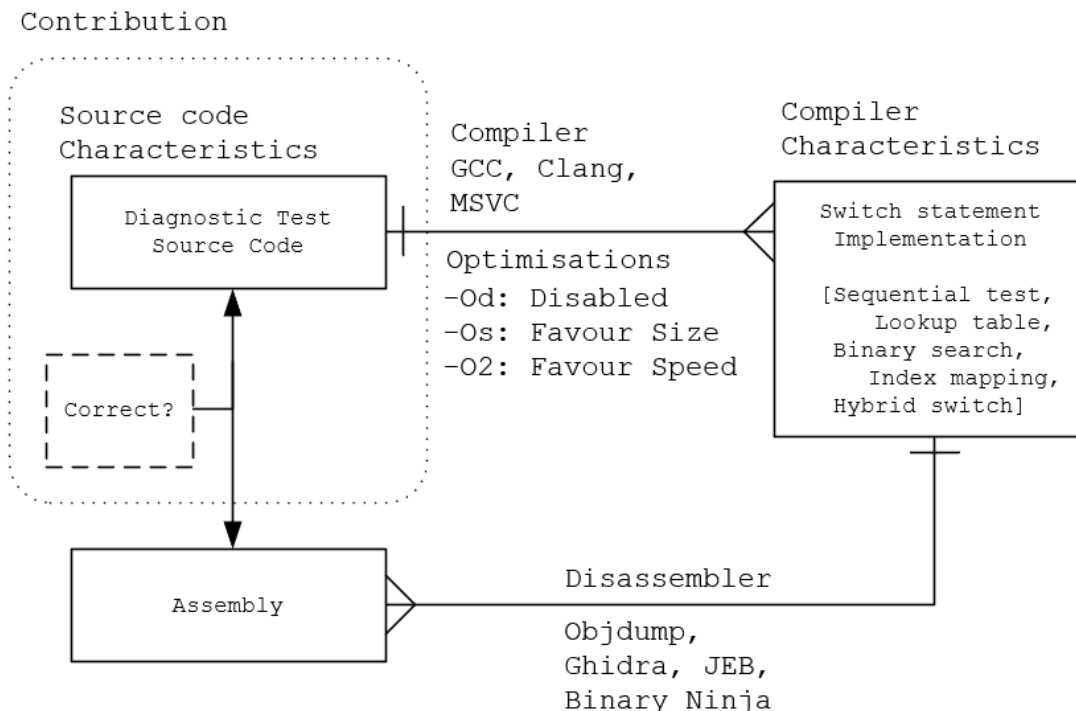 Contribution
Source code
Characteristics
Diagnostic Test
Source Code
Correct?
Assembly
Compiler
GCC, Clang,
MSVC
Optimisations
-Od: Disabled
-Os: Favour Size
-O2: Favour Speed
Compiler
Characteristics
Switch statement
Implementation
[Sequential test,
Lookup table,
Binary search,
Index mapping,
Hybrid switch]
Disassembler
Objdump,
Ghidra, JEB,
Binary Ninja